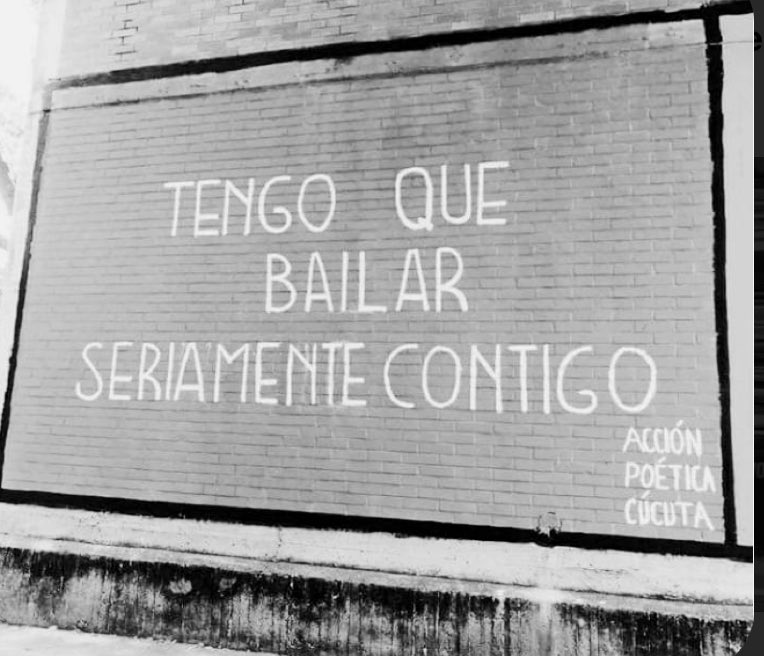 TENGO QUE
BAILAR
SERIAMENTE CONTIGO
ACCIÓN
POÉTICA
CÚCUTA